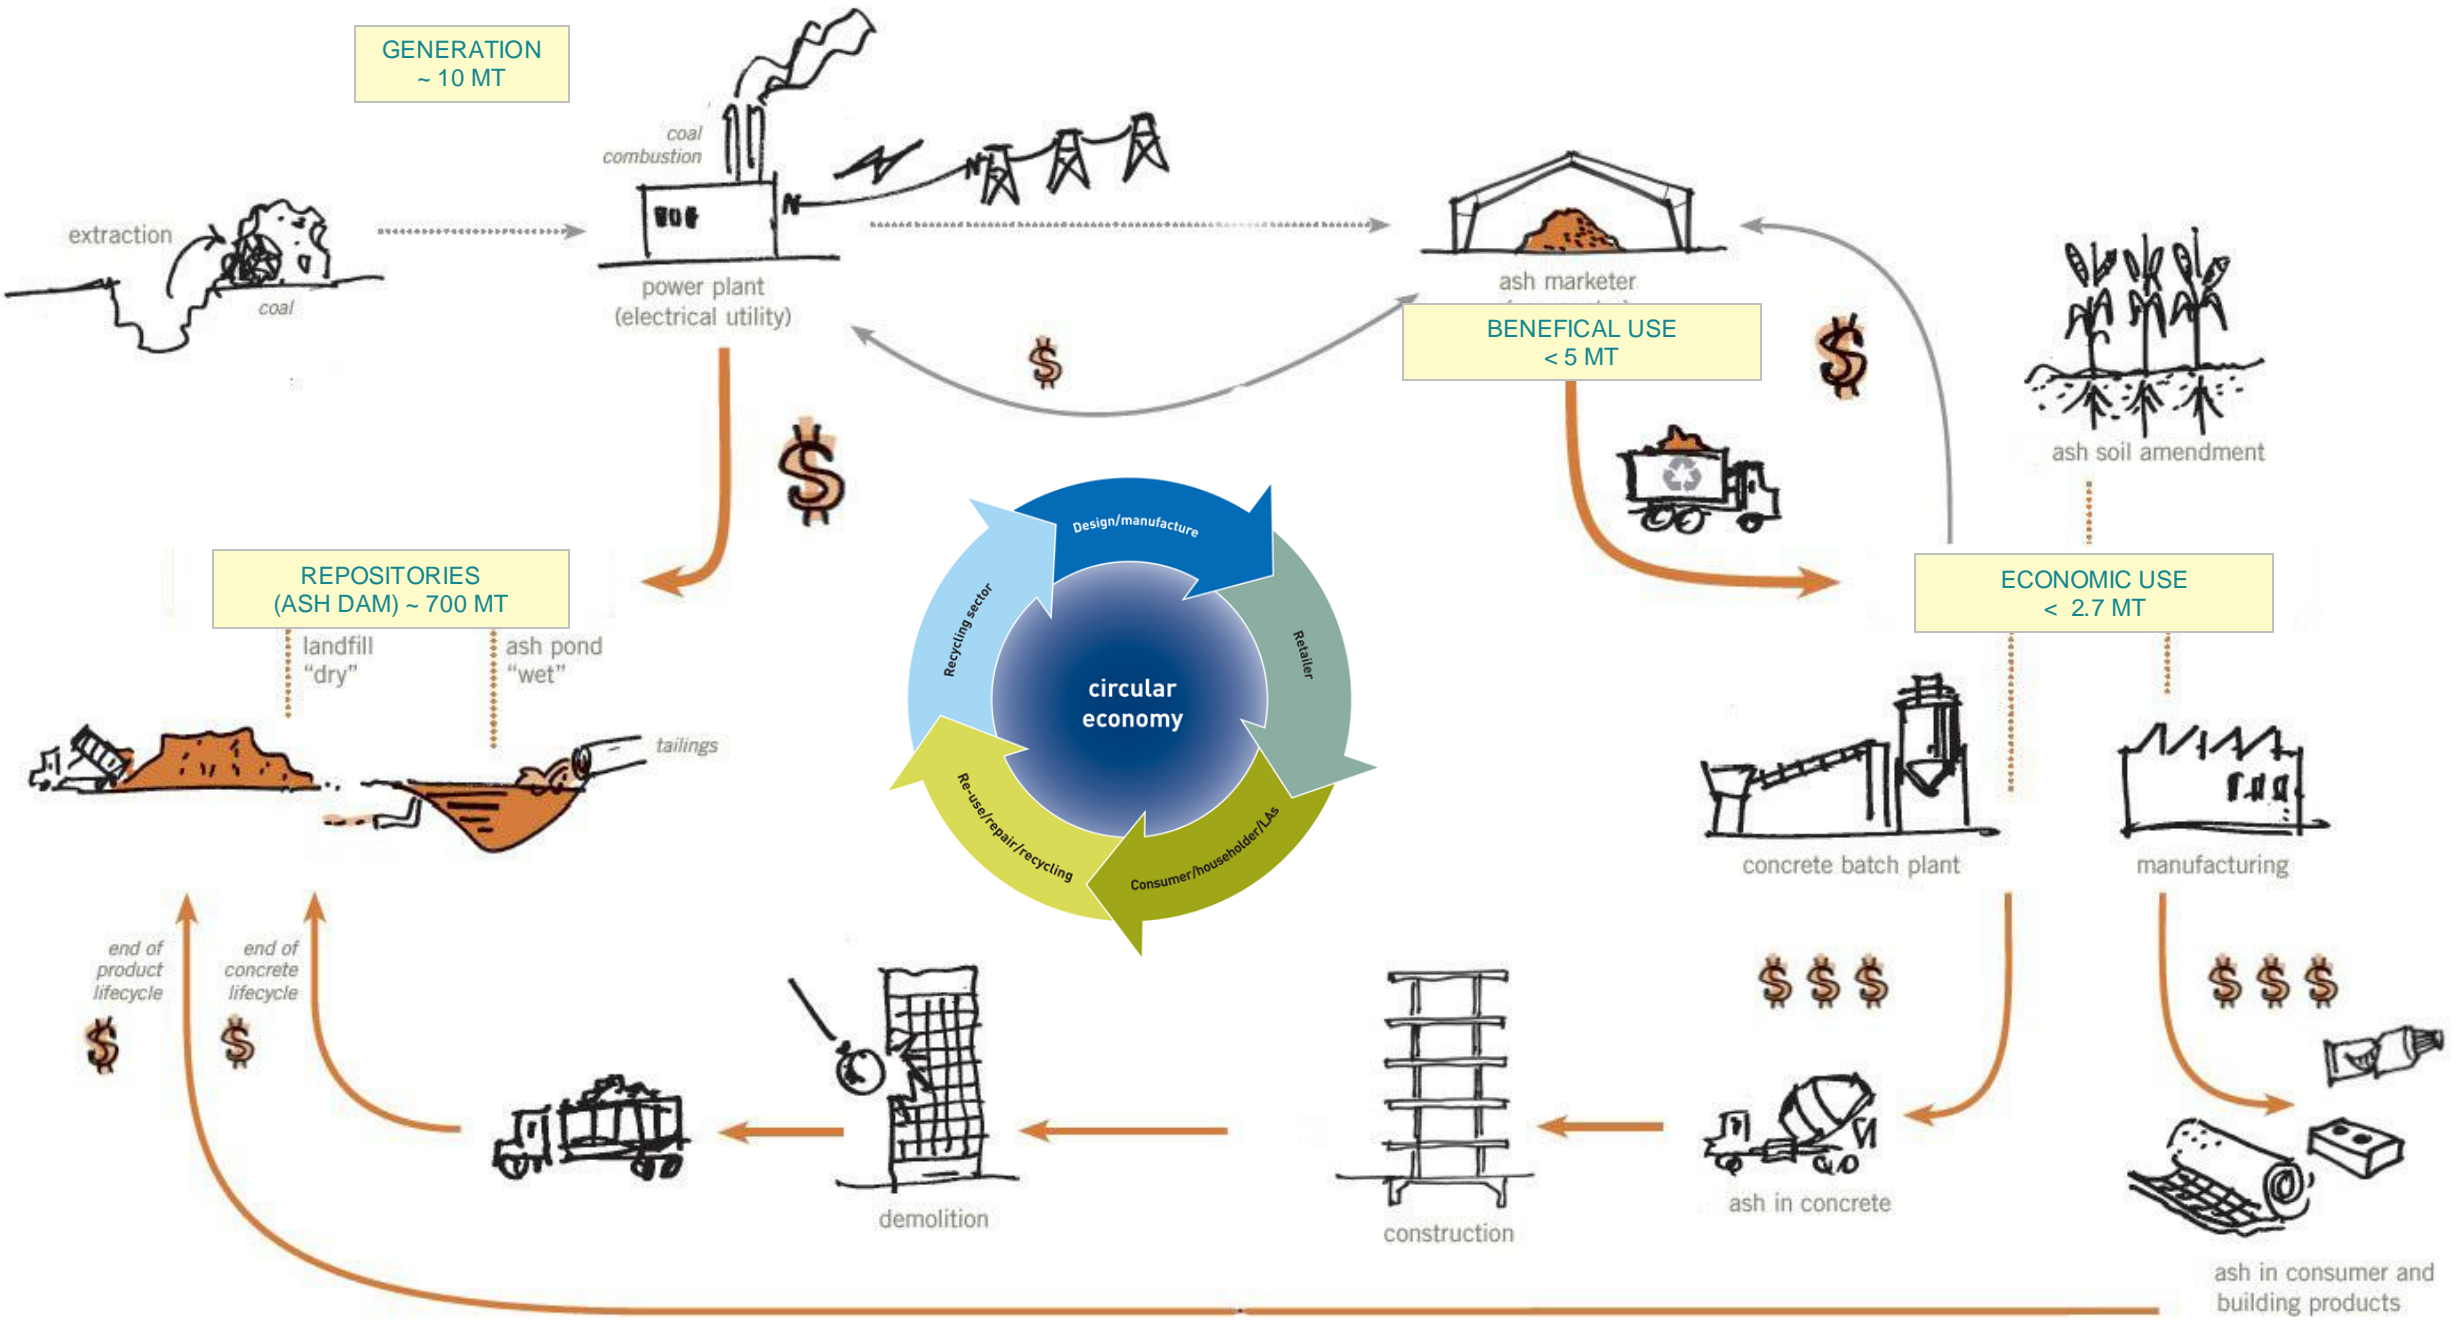 GENERATION
~ 10 MT
coal
combustion
extraction
coal
power plant
(electrical utility)
ash marketer
BENEFICAL USE
< 5 MT
$
$
$
ash soil amendment
REPOSITORIES
(ASH DAM) ~ 700 MT
ECONOMIC USE
< 2.7 MT
landfill
"dry"
ash pond
"wet"
tailings
Design/manufacture
Retailer
Consumer/householder/LAs
Re-use/repair/recycling
Recycling sector
circular
economy
concrete batch plant
manufacturing
end of
product
lifecycle
$
end of
concrete
lifecycle
$
$ $ $
$ $ $
demolition
construction
ash in concrete
ash in consumer and
building products